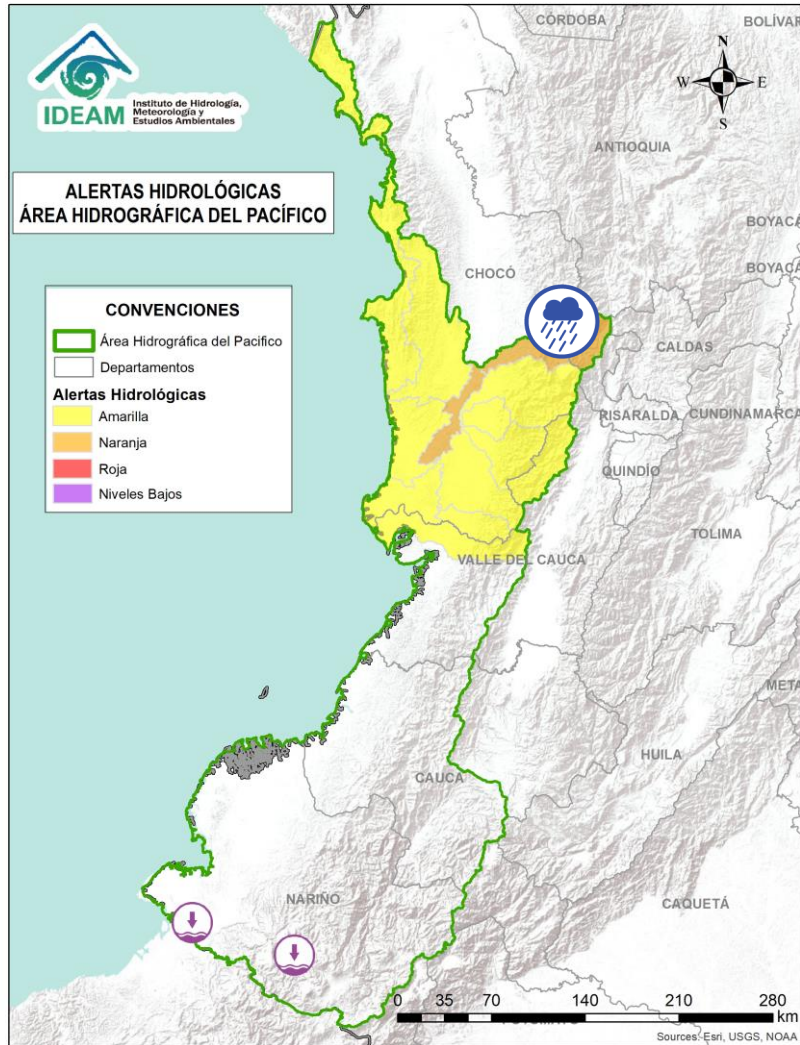 CÓRDOBA
BOLÍVAR
N
W
E
S
IDEAM
Instituto de Hidrología,
Meteorología y
Estudios Ambientales
ANTIOQUIA
ALERTAS HIDROLÓGICAS
ÁREA HIDROGRÁFICA DEL PACÍFICO
BOYACÁ
BOYACÁ
CHOCÓ
CONVENCIONES
Área Hidrográfica del Pacifico
Departamentos
Alertas Hidrológicas
Amarilla
Naranja
Roja
Niveles Bajos
CALDAS
RISARALDA
CUNDINAMARCA
QUINDÍO
TOLIMA
VALLE DEL CAUCA
META
HUILA
CAUCA
NARIÑO
CAQUETÁ
0 35 70 140 210 280
km
Sources: Esri, USGS, NOAA